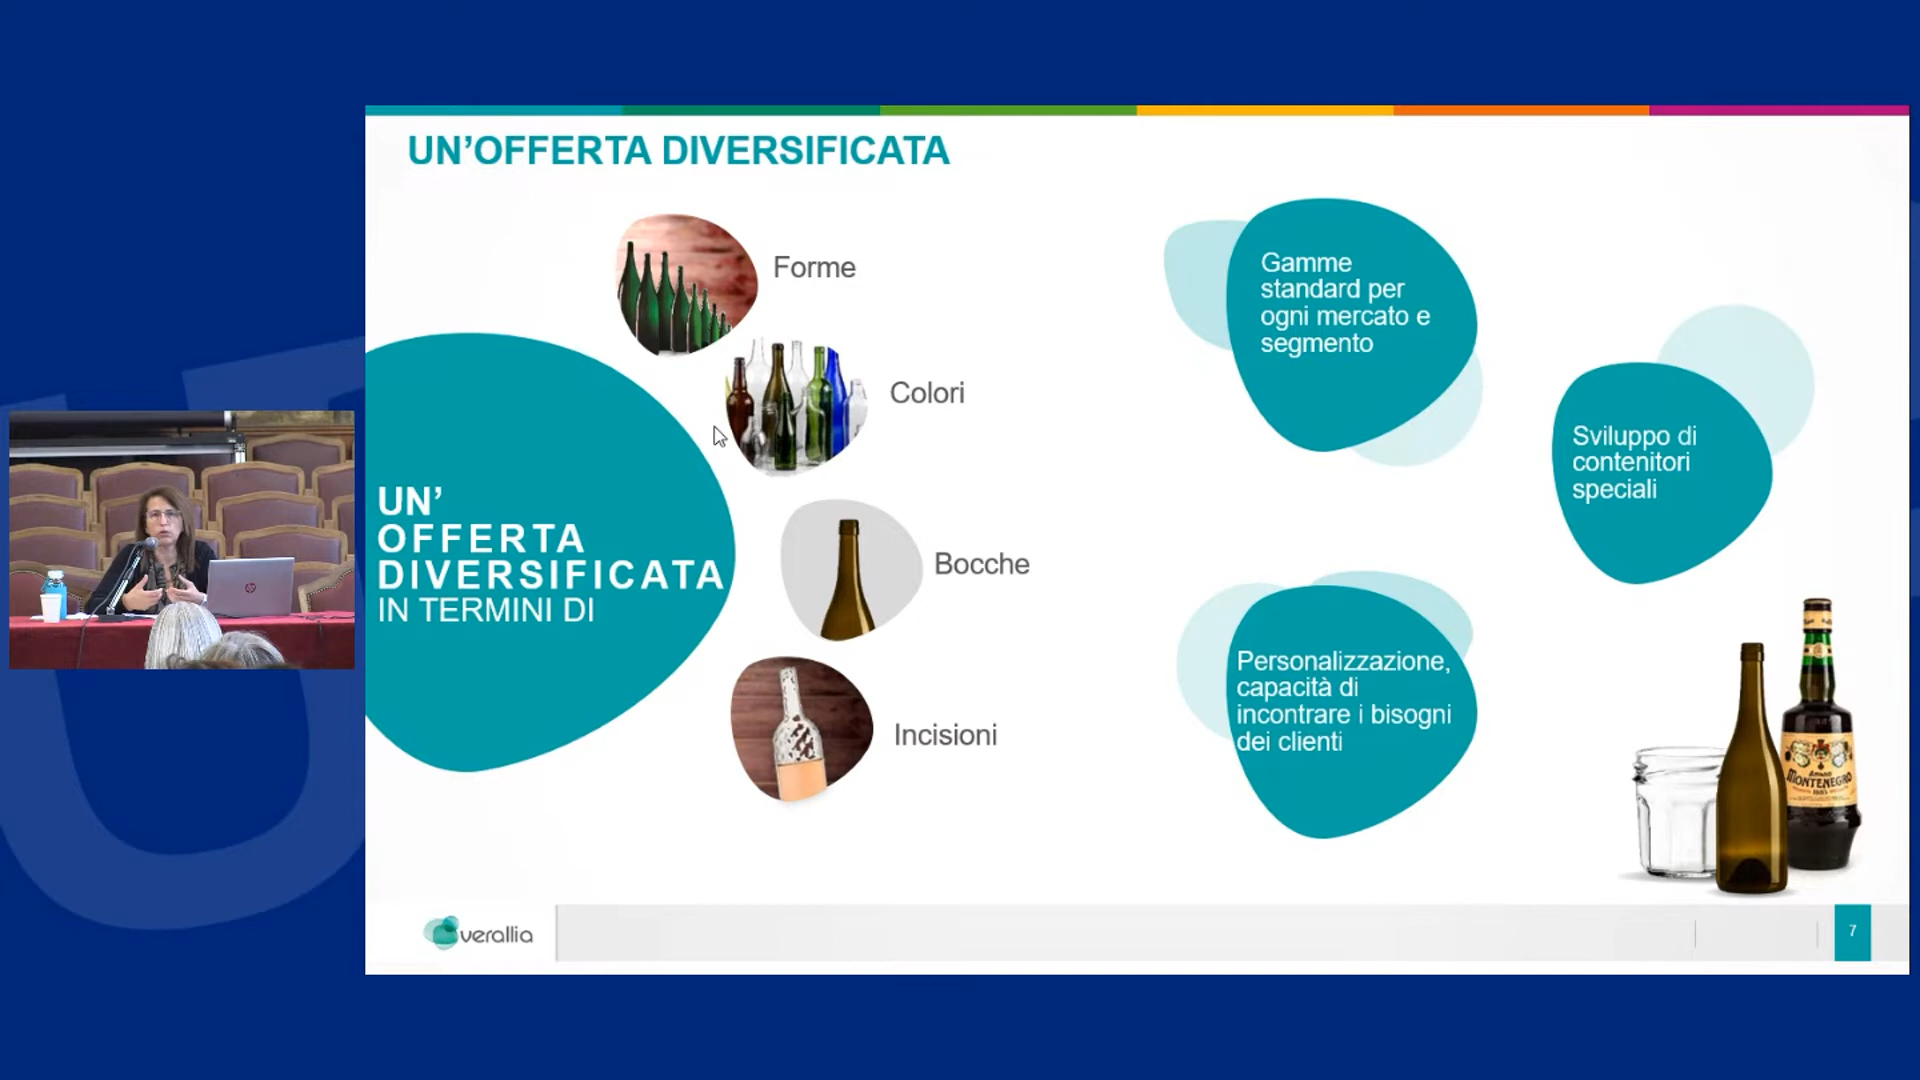 UN’OFFERTA DIVERSIFICATA
Forme
Colori
Bocche
Incisioni
UN’
OFFERTA
DIVERSIFICATA
IN TERMINI DI
Gamme
standard per
ogni mercato e
segmento
Sviluppo di
contenitori
speciali
Personalizzazione,
capacità di
incontrare i bisogni
dei clienti
MONTENEGRO
verallia
7